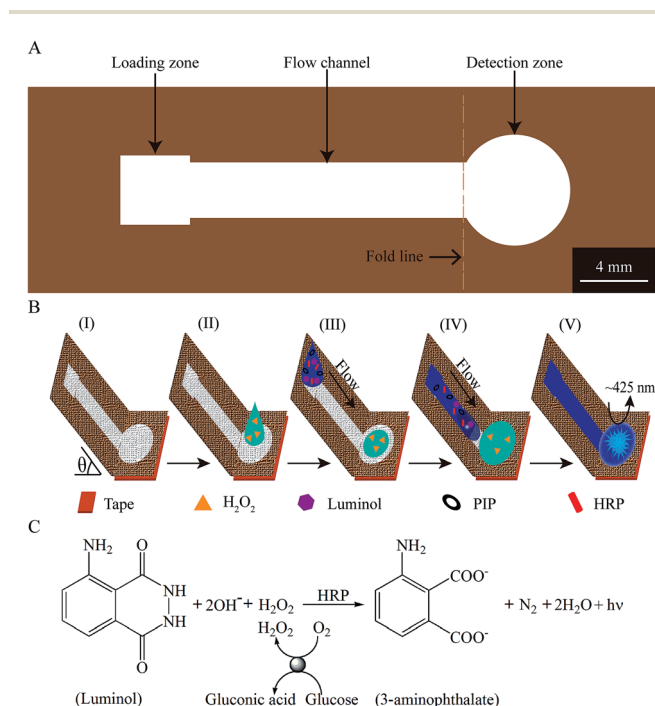 A
Loading zone Flow channel Detection zone
Fold line
4 mm
B
(I) (II) (III) (IV) (V)
Flow Flow ~425 nm
θ
Tape H₂O₂ Luminol PIP HRP
C
NH₂ O NH NH O + 2OH⁻ + H₂O₂ HRP NH₂ COO⁻ COO⁻ + N₂ + 2H₂O + hν
H₂O₂ O₂
Gluconic acid Glucose
(Luminol) (3-aminophthalate)